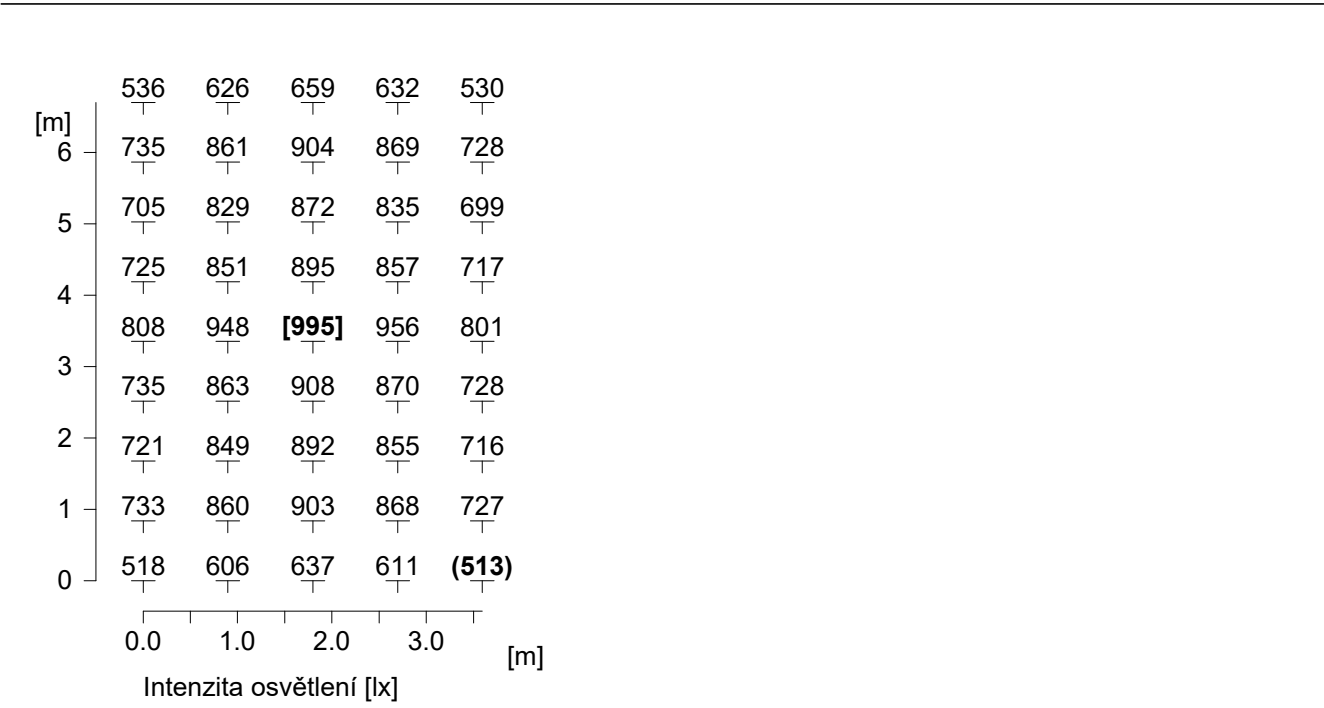 536 626 659 632 530
[m]
6 735 861 904 869 728
5 705 829 872 835 699
4 725 851 895 857 717
808 948 [995] 956 801
3
735 863 908 870 728
2 721 849 892 855 716
1 733 860 903 868 727
0 518 606 637 611 (513)
0.0 1.0 2.0 3.0
[m]
Intenzita osvětlení [lx]